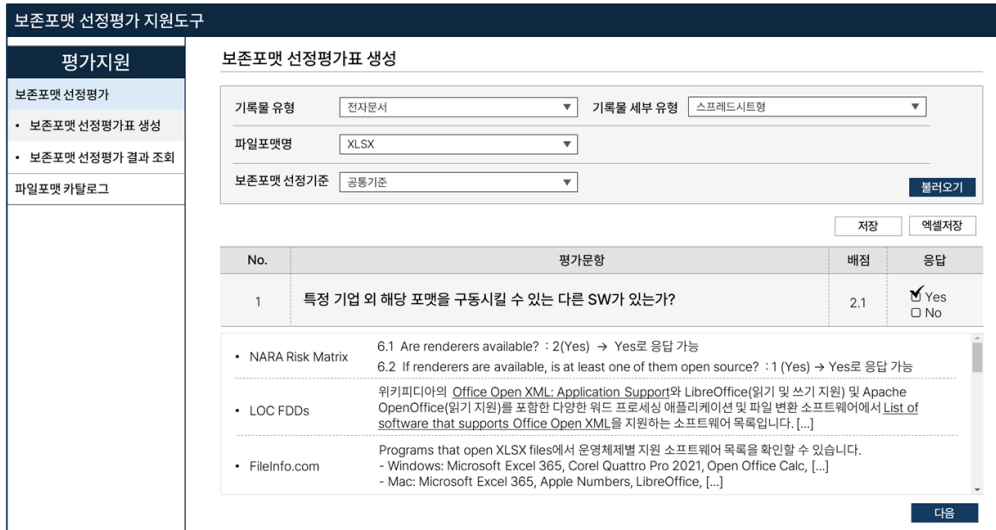 보존포맷 선정평가 지원도구
평가지원
보존포맷 선정평가
• 보존포맷 선정평가표 생성
• 보존포맷 선정평가 결과 조회
파일포맷 카탈로그
보존포맷 선정평가표 생성
기록물 유형 전자문서 ▼ 기록물 세부 유형 스프레드시트형 ▼
파일포맷명 XLSX ▼
보존포맷 선정기준 공통기준 ▼
불러오기
저장 엑셀저장
No. 평가문항 배점 응답
1 특정 기업 외 해당 포맷을 구동시킬 수 있는 다른 SW가 있는가? 2.1
Yes
No
• NARA Risk Matrix
6.1 Are renderers available? : 2(Yes) → Yes로 응답 가능
6.2 If renderers are available, is at least one of them open source? : 1 (Yes) → Yes로 응답 가능
• LOC FDDs
위키피디아의 Office Open XML: Application Support와 LibreOffice(읽기 및 쓰기 지원) 및 Apache
OpenOffice(읽기 지원)를 포함한 다양한 워드 프로세싱 애플리케이션 및 파일 변환 소프트웨어에서 List of
software that supports Office Open XML을 지원하는 소프트웨어 목록입니다. [...]
• FileInfo.com
Programs that open XLSX files에서 운영체제별 지원 소프트웨어 목록을 확인할 수 있습니다.
- Windows: Microsoft Excel 365, Corel Quattro Pro 2021, Open Office Calc, [...]
- Mac: Microsoft Excel 365, Apple Numbers, LibreOffice, [...]
다음